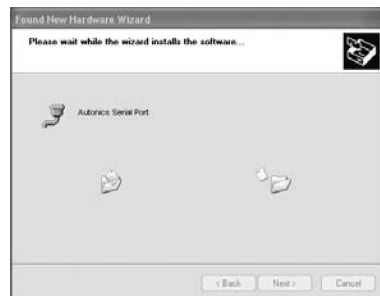 Found New Hardware Wizard
Please wait while the wizard installs the software...
Autonics Serial Port
< Back
Next >
Cancel